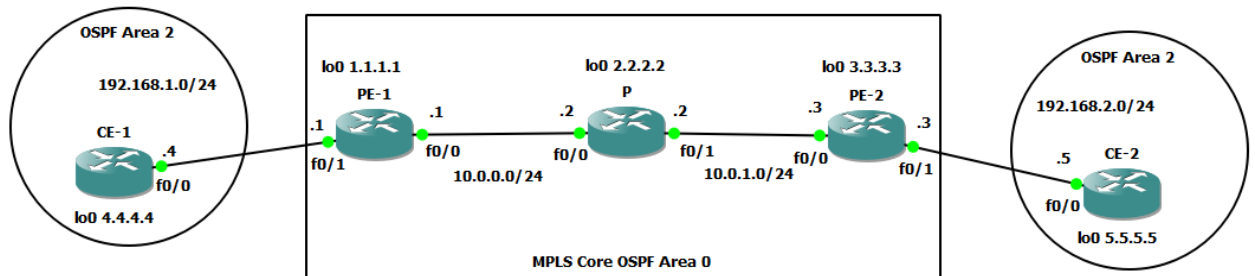 OSPF Area 2
192.168.1.0/24
CE-1
.4
f0/0
lo0 4.4.4.4
lo0 1.1.1.1
PE-1
.1
f0/1
.1
f0/0
10.0.0.0/24
lo0 2.2.2.2
P
.2
f0/0
.2
f0/1
10.0.1.0/24
lo0 3.3.3.3
PE-2
.3
f0/0
.3
f0/1
MPLS Core OSPF Area 0
OSPF Area 2
192.168.2.0/24
CE-2
.5
f0/0
lo0 5.5.5.5